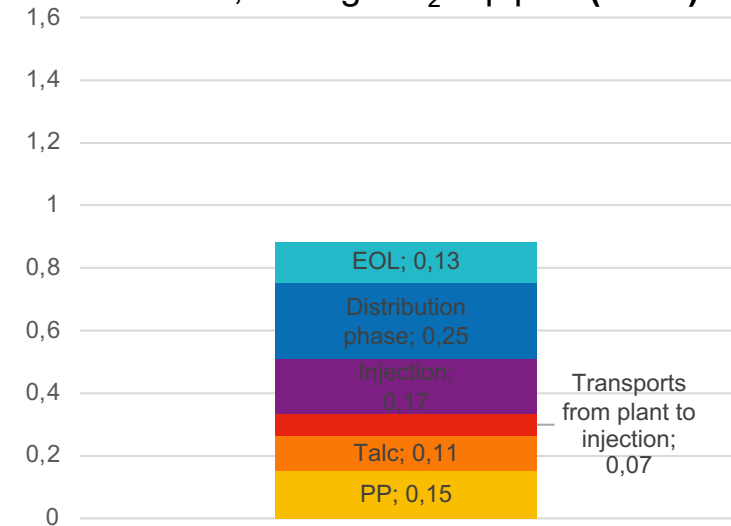 1,6
1,4
1,2
1
0,8
0,6
0,4
0,2
0
EOL; 0,13
Distribution
phase; 0,25
Injection;
0,17
Transports
from plant to
injection;
0,07
Talc; 0,11
PP; 0,15